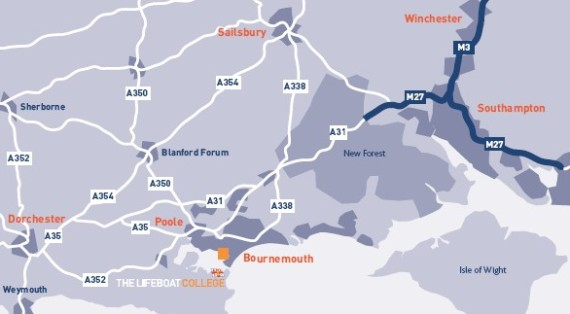 Winchester
Sailsbury
M3
A354
A338
A350
M27
Southampton
Sherborne
A31
M27
New Forest
Blanford Forum
A352
A350
A354
A31
A338
Dorchester
Poole
A35
A35
Bournemouth
Isle of Wight
A352
THE LIFEBOAT COLLEGE
Weymouth